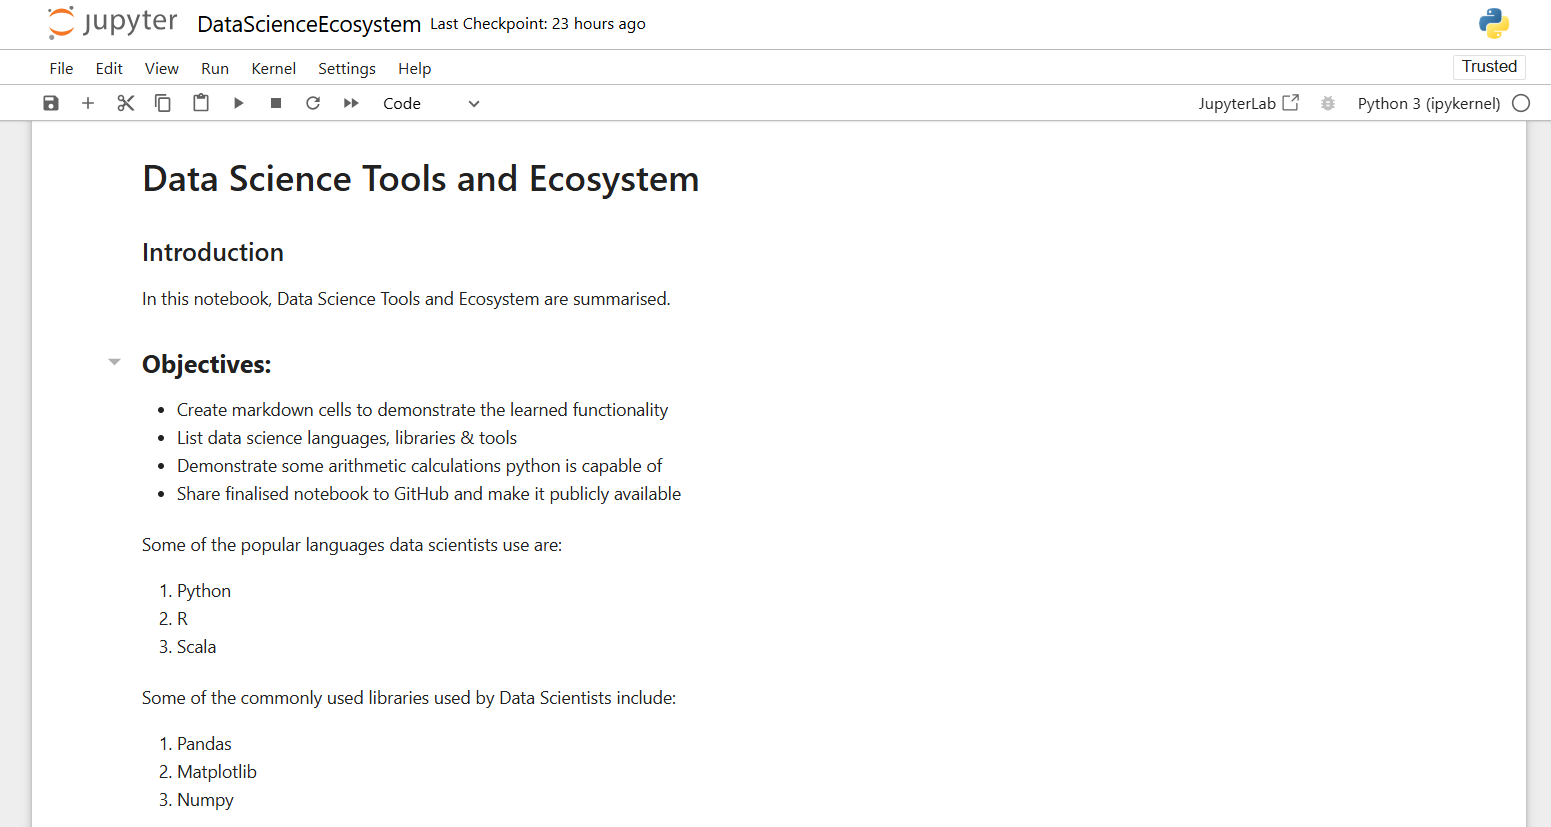 jupyter DataScienceEcosystem Last Checkpoint: 23 hours ago
File Edit View Run Kernel Settings Help Trusted
Code JupyterLab Python 3 (ipykernel)
Data Science Tools and Ecosystem
Introduction
In this notebook, Data Science Tools and Ecosystem are summarised.
Objectives:
• Create markdown cells to demonstrate the learned functionality
• List data science languages, libraries & tools
• Demonstrate some arithmetic calculations python is capable of
• Share finalised notebook to GitHub and make it publicly available
Some of the popular languages data scientists use are:
1. Python
2. R
3. Scala
Some of the commonly used libraries used by Data Scientists include:
1. Pandas
2. Matplotlib
3. Numpy